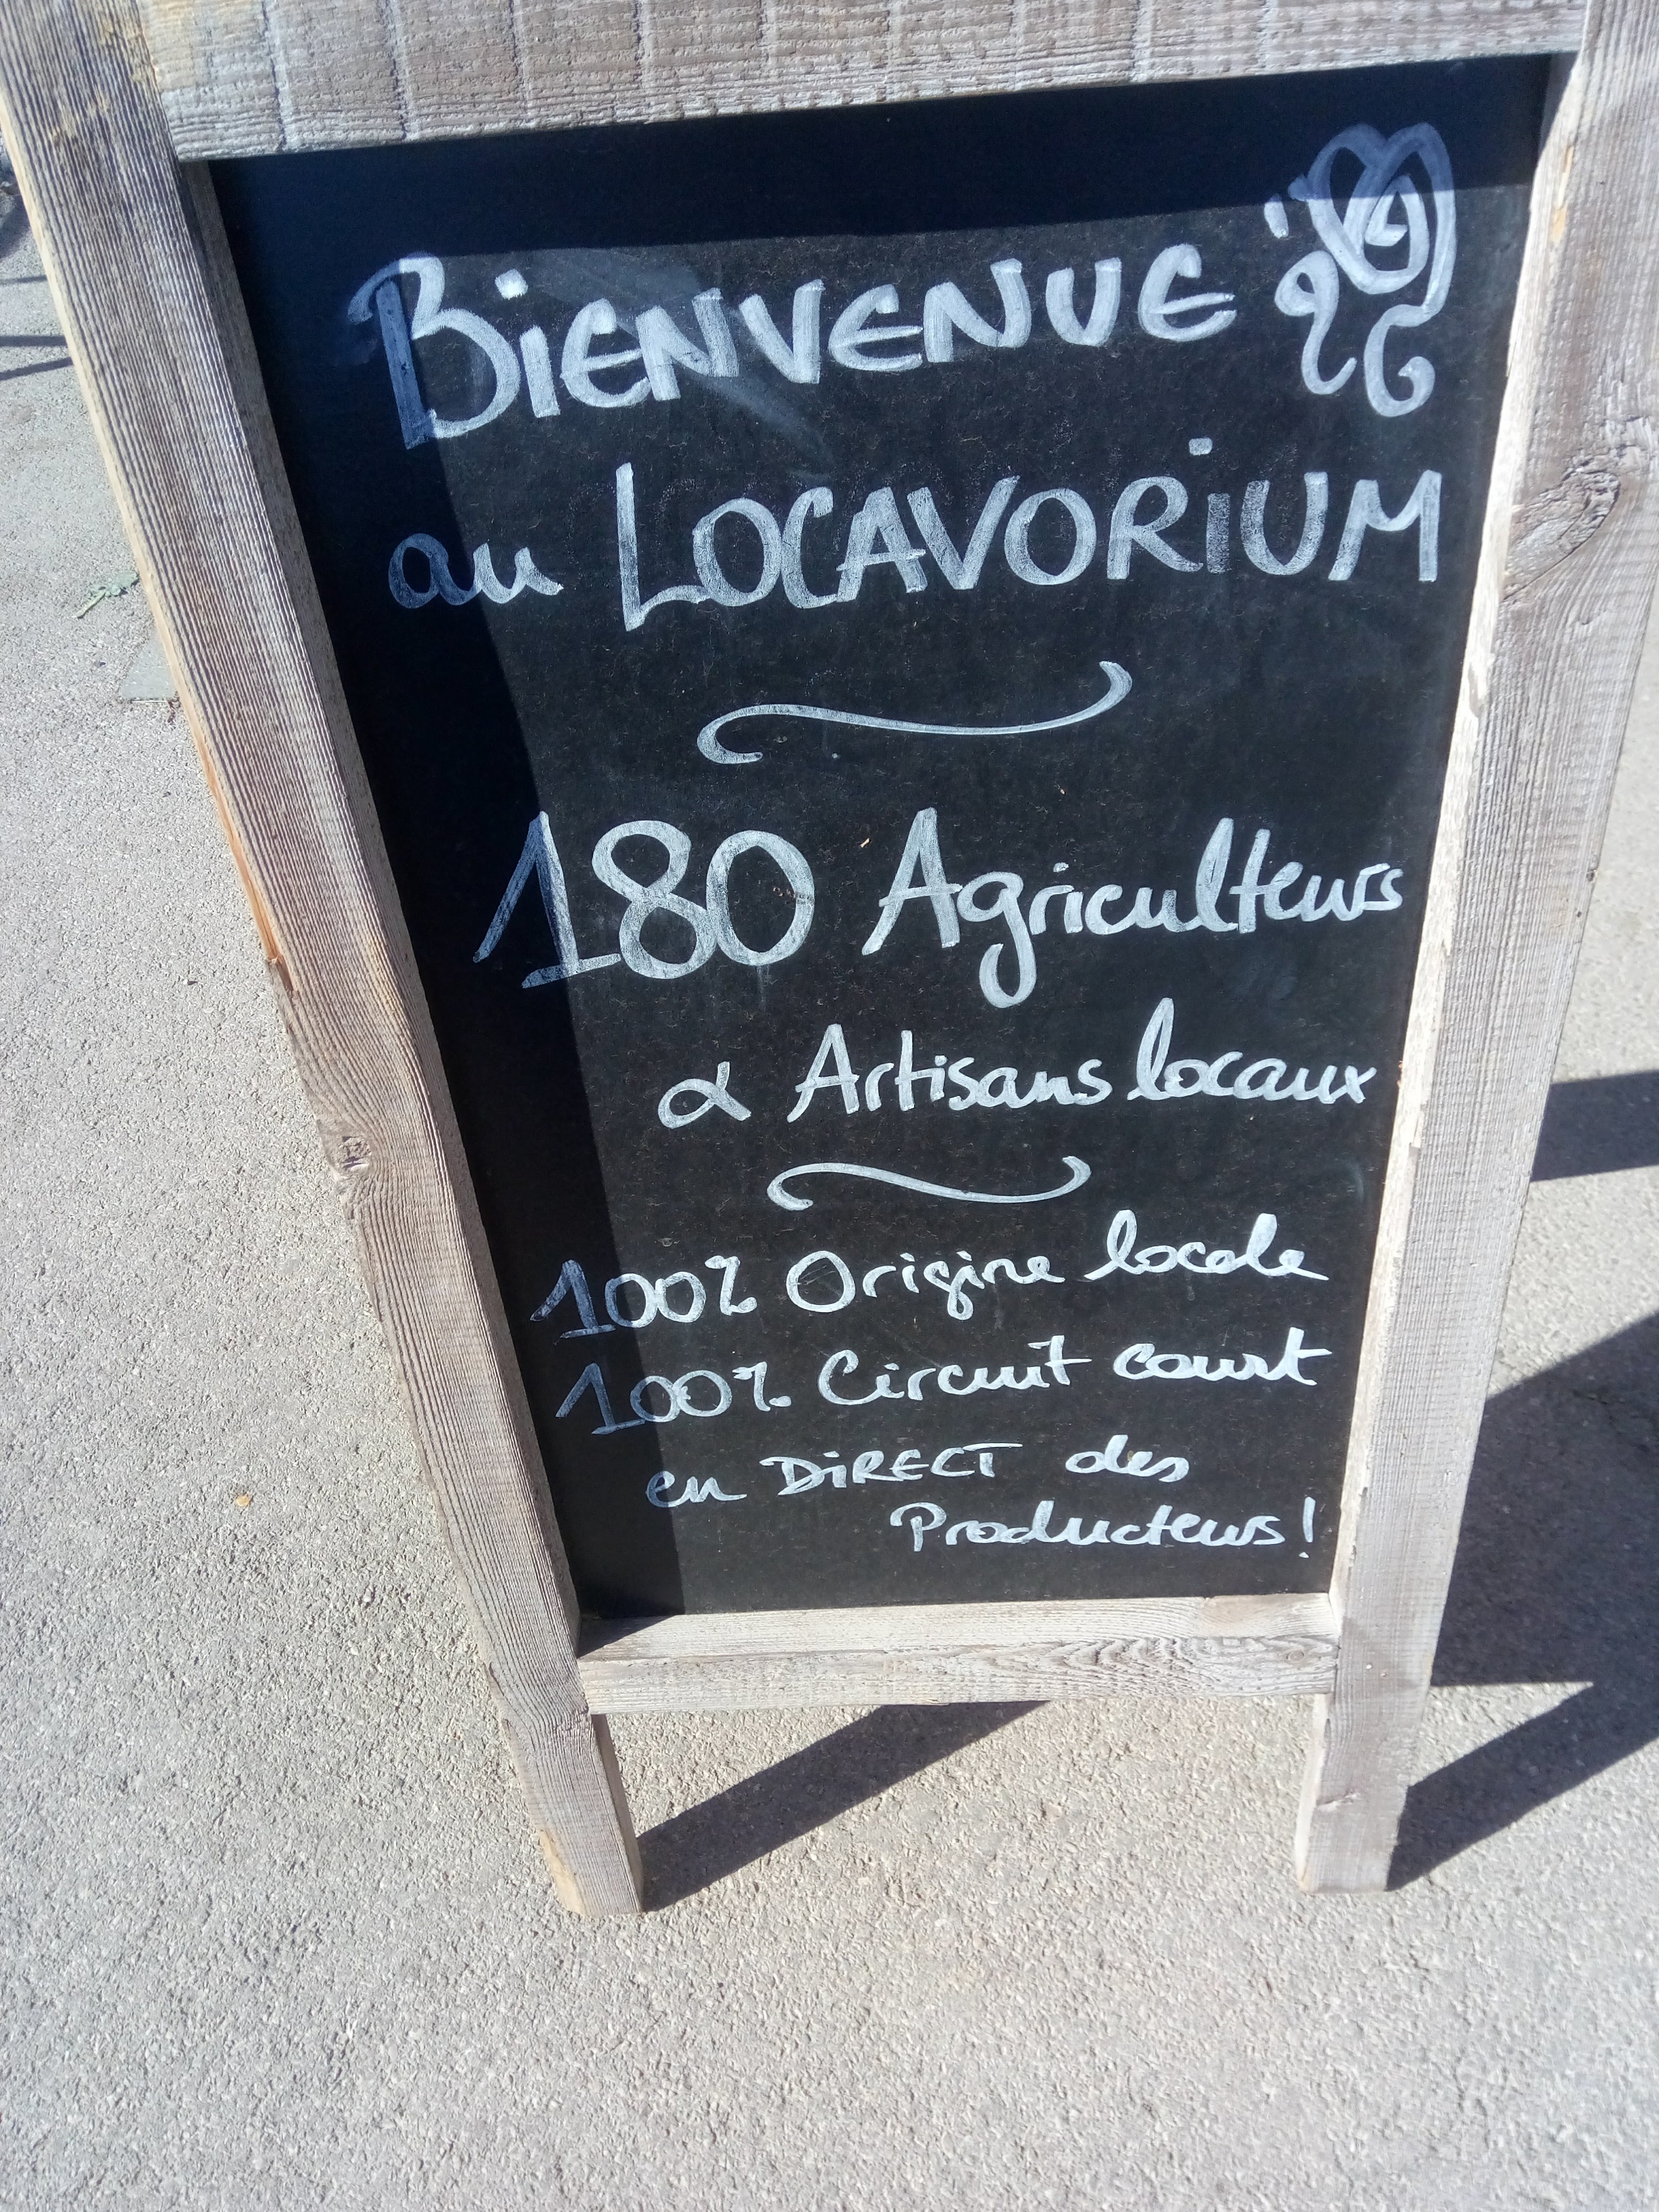 BiENVENUE
au LOCAVORiUM
180 Agriculteurs
& Artisans locaux
100% Origine locale
100% Circuit court
en DiRECT des
Producteurs!